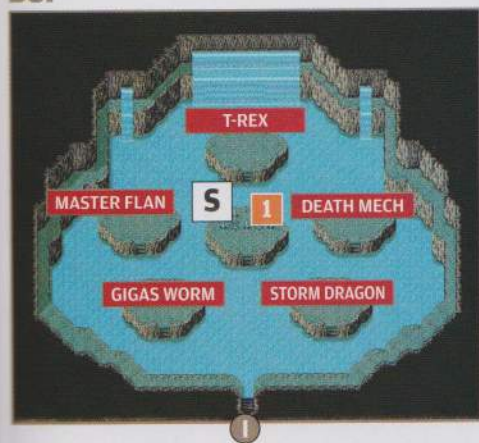 T-REX
MASTER FLAN
S
1
DEATH MECH
GIGAS WORM
STORM DRAGON
I